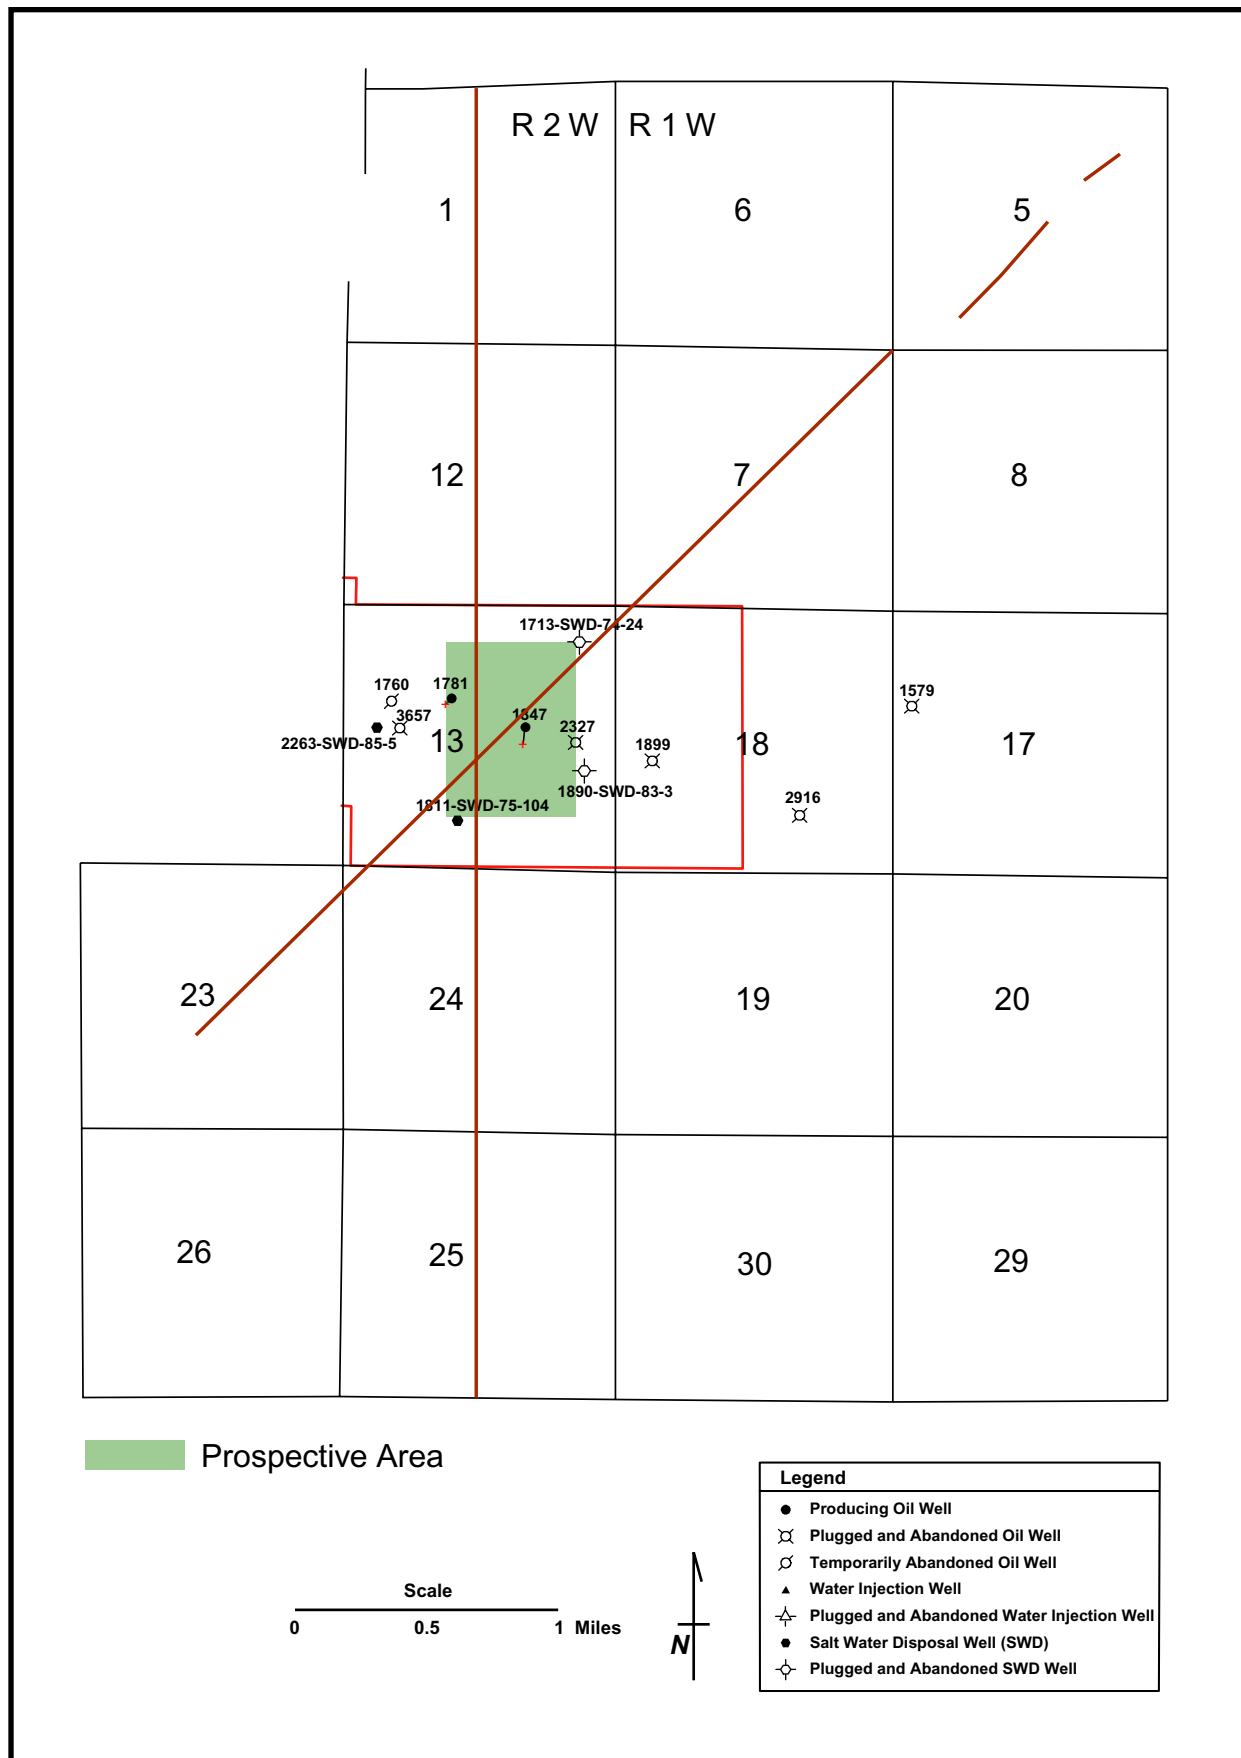 R 2 W R 1 W
1 6 5
12 7 8
1713-SWD-74-24
1760 1781 1579
3657 1847 2327
2263-SWD-85-5 13 1899 18 17
1890-SWD-83-3
1811-SWD-75-104 2916
23 24 19 20
26 25 30 29
Prospective Area
Legend
Producing Oil Well
Plugged and Abandoned Oil Well
Temporarily Abandoned Oil Well
Water Injection Well
Plugged and Abandoned Water Injection Well
Salt Water Disposal Well (SWD)
Plugged and Abandoned SWD Well
Scale
0 0.5 1 Miles
N